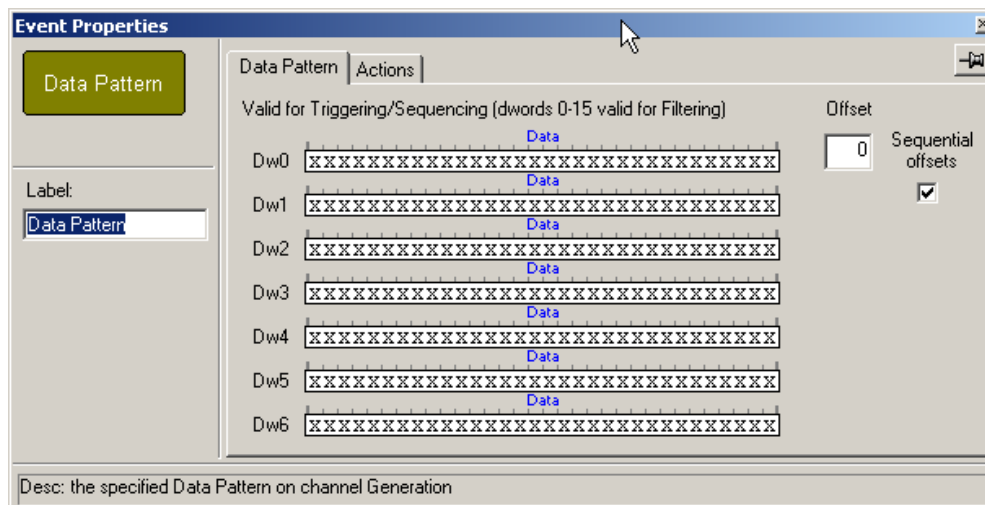 Event Properties
Data Pattern
Data Pattern
Actions
Valid for Triggering/Sequencing (dwords 0-15 valid for Filtering)
Offset
0
Sequential
offsets
Data
Dw0 XXXXXXXXXXXXXXXXXXXXXXXXXXXXXXXX
Data
Dw1 XXXXXXXXXXXXXXXXXXXXXXXXXXXXXXXX
Data
Dw2 XXXXXXXXXXXXXXXXXXXXXXXXXXXXXXXX
Data
Dw3 XXXXXXXXXXXXXXXXXXXXXXXXXXXXXXXX
Data
Dw4 XXXXXXXXXXXXXXXXXXXXXXXXXXXXXXXX
Data
Dw5 XXXXXXXXXXXXXXXXXXXXXXXXXXXXXXXX
Data
Dw6 XXXXXXXXXXXXXXXXXXXXXXXXXXXXXXXX
Label:
Data Pattern
Desc: the specified Data Pattern on channel Generation